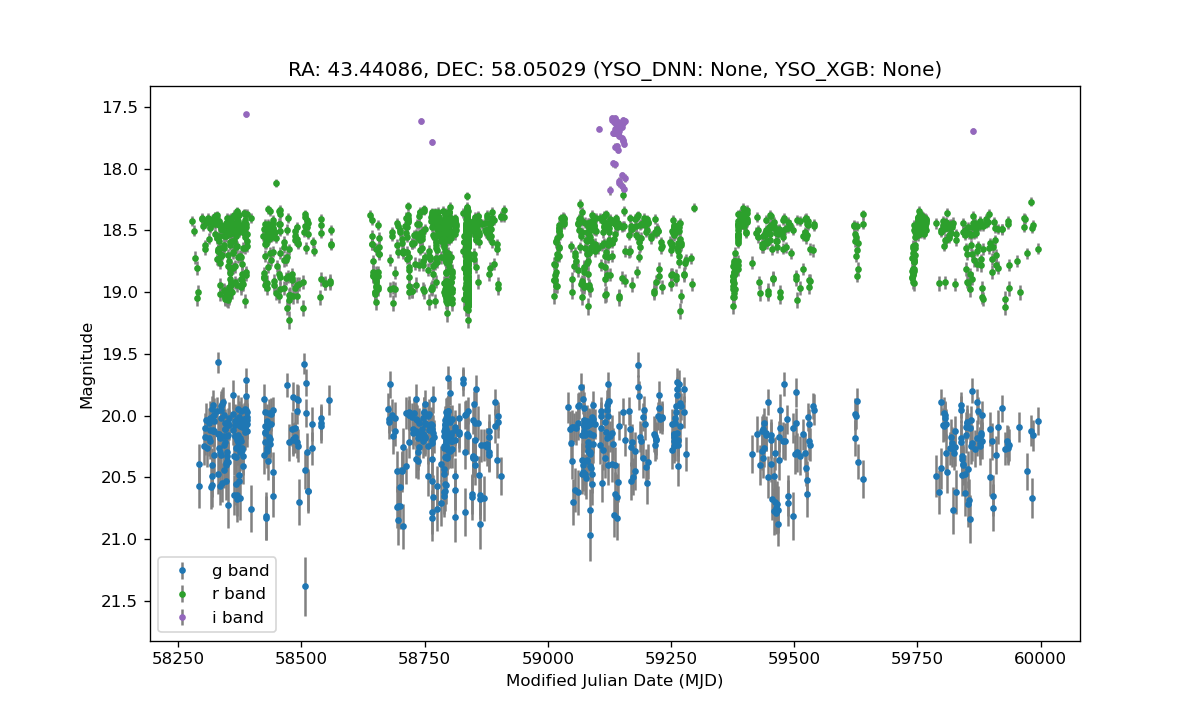 RA: 43.44086, DEC: 58.05029 (YSO_DNN: None, YSO_XGB: None)
17.5
18.0
18.5
19.0
19.5
20.0
20.5
21.0
21.5
Magnitude
g band
r band
i band
58250 58500 58750 59000 59250 59500 59750 60000
Modified Julian Date (MJD)